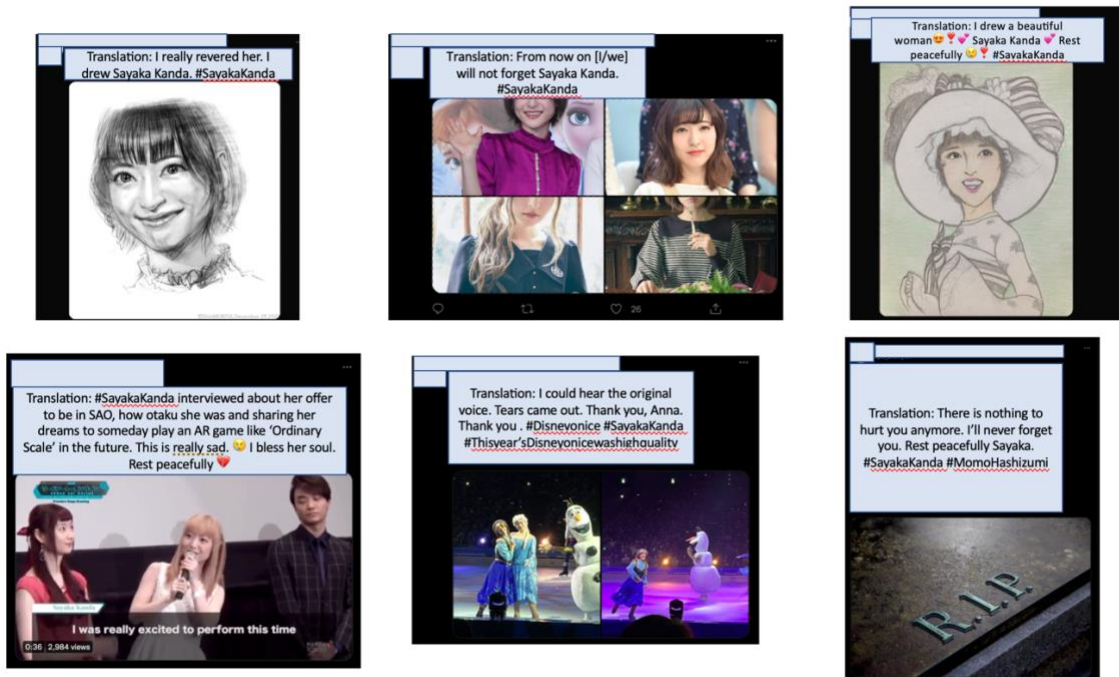 Translation: I really revered her. I
drew Sayaka Kanda. #SayakaKanda
Translation: From now on [I/we]
will not forget Sayaka Kanda.
#SayakaKanda
26
Translation: I drew a beautiful
woman😍❣️💕 Sayaka Kanda 💕 Rest
peacefully 😢❣️ #SayakaKanda
Translation: #SayakaKanda interviewed about her offer
to be in SAO, how otaku she was and sharing her
dreams to someday play an AR game like ‘Ordinary
Scale’ in the future. This is really sad. 😢 I bless her soul.
Rest peacefully 💔
Sayaka Kanda
I was really excited to perform this time
0:36 2,984 views
Translation: I could hear the original
voice. Tears came out. Thank you, Anna.
Thank you . #Disneyonice #SayakaKanda
#Thisyear’sDisneyonicewashighquality
Translation: There is nothing to
hurt you anymore. I’ll never forget
you. Rest peacefully Sayaka.
#SayakaKanda #MomoHashizumi
R.I.P.